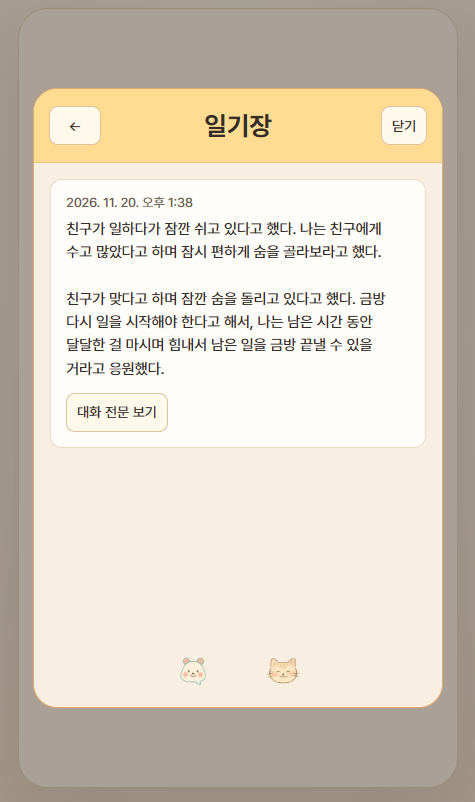 ←
일기장
닫기
2026. 11. 20. 오후 1:38
친구가 일하다가 잠깐 쉬고 있다고 했다. 나는 친구에게
수고 많았다고 하며 잠시 편하게 숨을 골라보라고 했다.
친구가 맞다고 하며 잠깐 숨을 돌리고 있다고 했다. 금방
다시 일을 시작해야 한다고 해서, 나는 남은 시간 동안
달달한 걸 마시며 힘내서 남은 일을 금방 끝낼 수 있을
거라고 응원했다.
대화 전문 보기